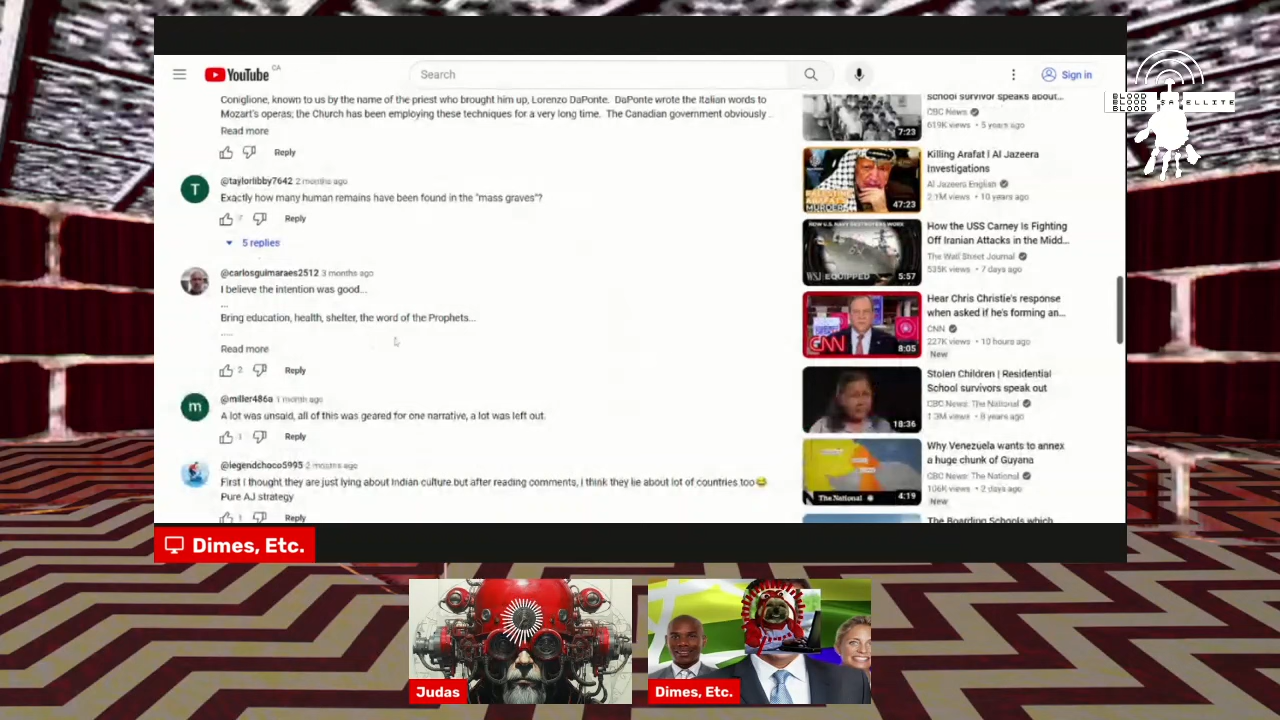 YouTube CA
Search
Sign in
BLOOD
BLOOD SATELLITE
BLOOD
Coniglione, known to us by the name of the priest who brought him up, Lorenzo DaPonte. DaPonte wrote the Italian words to
Mozart's operas; the Church has been employing these techniques for a very long time. The Canadian government obviously ...
Read more
Reply
@taylorlibby7642 2 months ago
Exactly how many human remains have been found in the "mass graves"?
7 Reply
5 replies
@carlosguimaraes2512 3 months ago
I believe the intention was good...
...
Bring education, health, shelter, the word of the Prophets...
.....
Read more
2 Reply
@miller486a 1 month ago
A lot was unsaid, all of this was geared for one narrative, a lot was left out.
1 Reply
@legendchoco5995 2 months ago
First I thought they are just lying about Indian culture but after reading comments, i think they lie about lot of countries too😂
Pure AJ strategy
1 Reply
T
m
school survivor speaks about...
CBC News
619K views • 5 years ago
7:23
Killing Arafat | Al Jazeera
Investigations
Al Jazeera English
2.1M views • 10 years ago
47:23
How the USS Carney Is Fighting
Off Iranian Attacks in the Midd...
The Wall Street Journal
535K views • 7 days ago
WSJ EQUIPPED
5:57
Hear Chris Christie's response
when asked if he's forming an...
CNN
227K views • 10 hours ago
New
CNN
8:05
Stolen Children | Residential
School survivors speak out
CBC News: The National
1.3M views • 8 years ago
18:36
Why Venezuela wants to annex
a huge chunk of Guyana
CBC News: The National
106K views • 2 days ago
New
The National
4:19
The Boarding Schools which
Dimes, Etc.
Judas
Dimes, Etc.